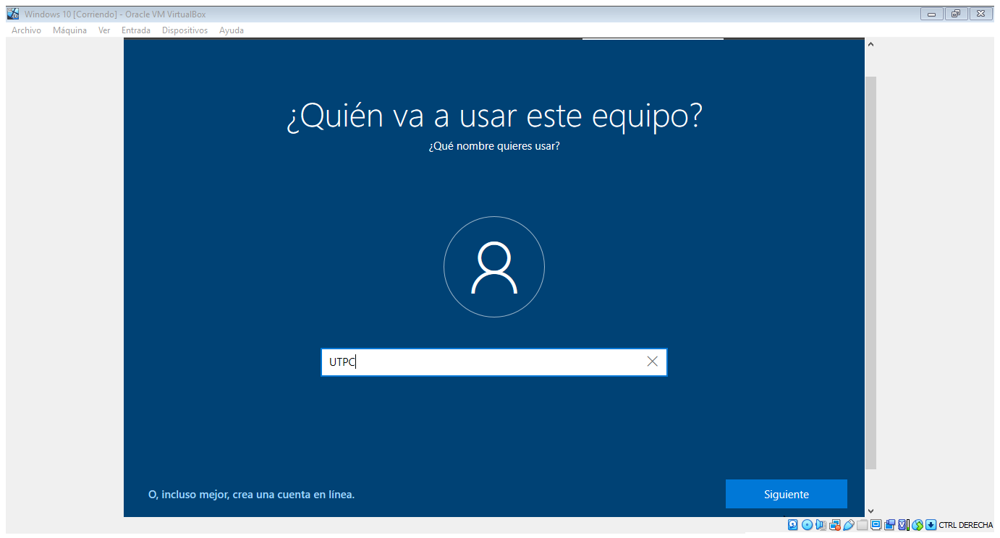 Windows 10 [Corriendo] - Oracle VM VirtualBox
Archivo Máquina Ver Entrada Dispositivos Ayuda
¿Quién va a usar este equipo?
¿Qué nombre quieres usar?
UTPC
O, incluso mejor, crea una cuenta en línea.
Siguiente
CTRL DERECHA